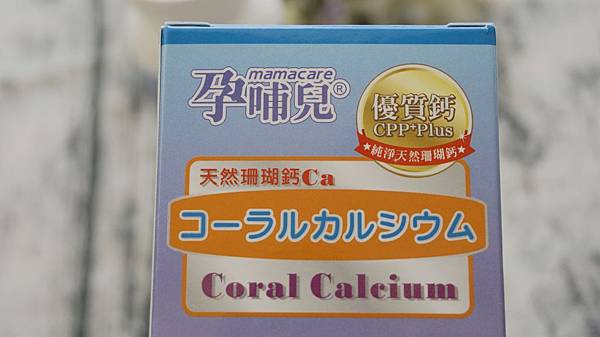 mamacare
孕哺兒®
優質鈣
CPP+Plus
★純淨天然珊瑚鈣★
天然珊瑚鈣Ca
コーラルカルシウム
Coral Calcium